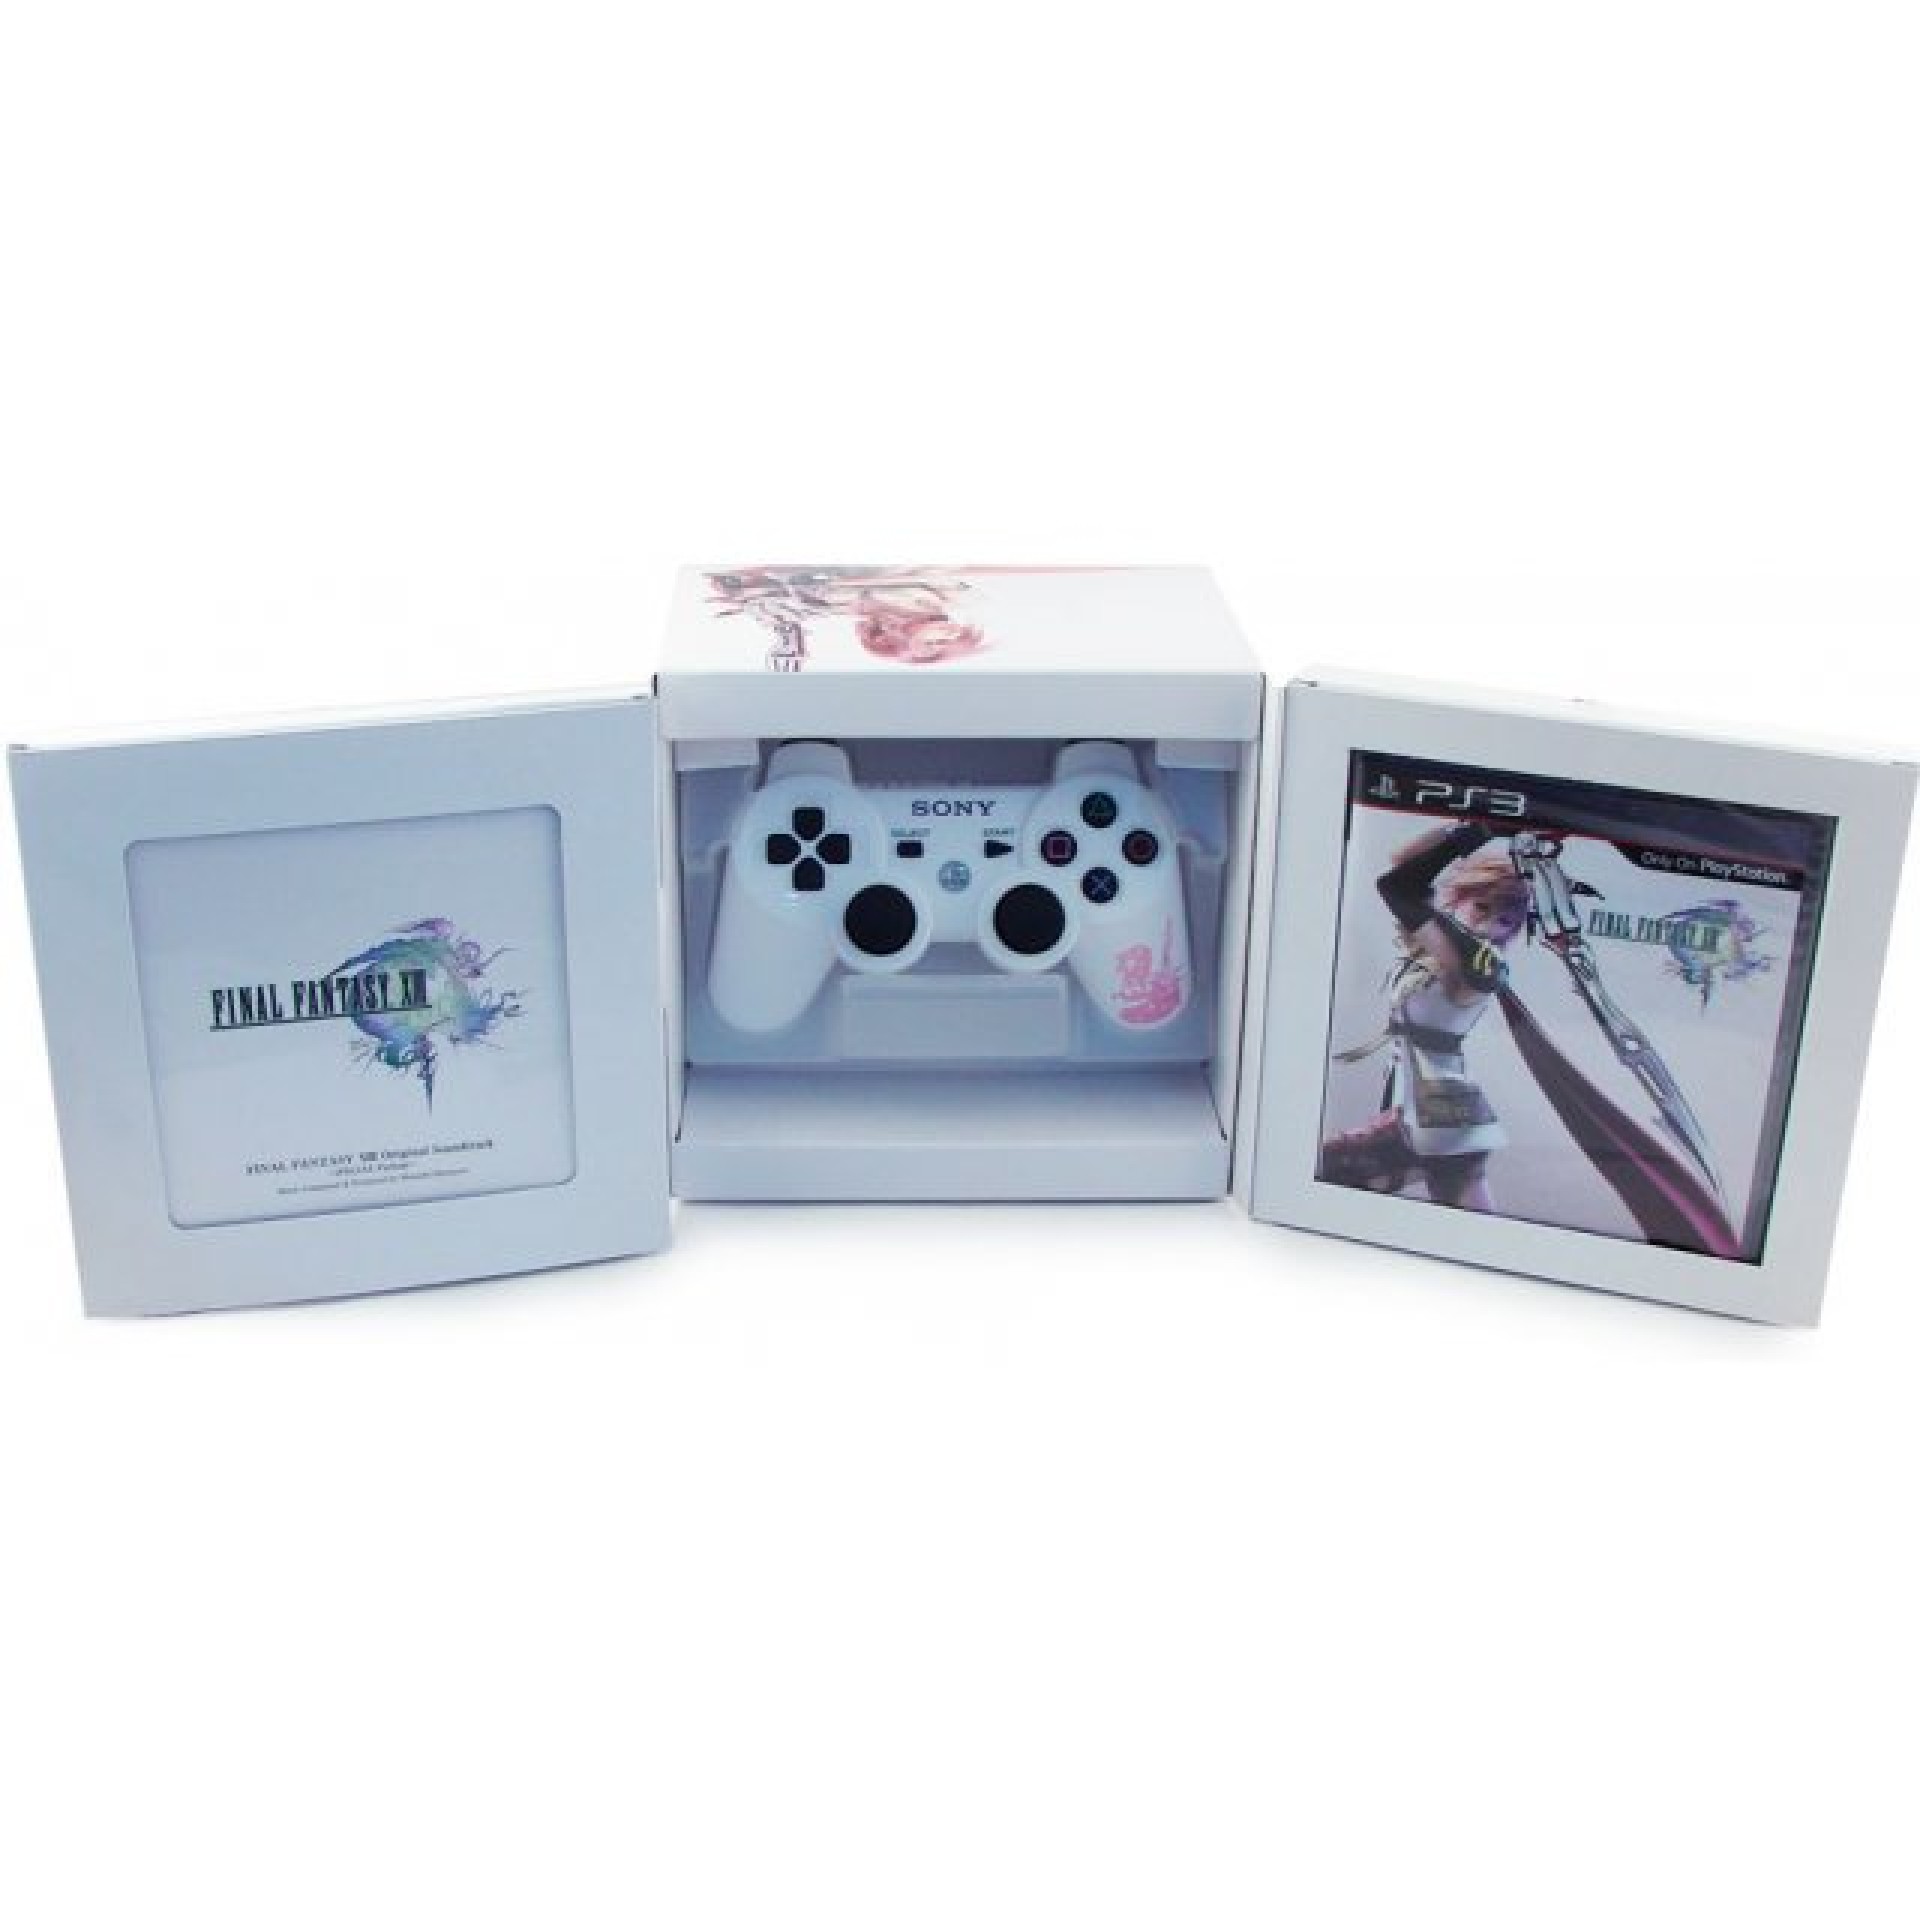 FINAL FANTASY XIII
FINAL FANTASY XIII Original Soundtrack
SONY
SELECT
START
PS3
Only On PlayStation
FINAL FANTASY XIII